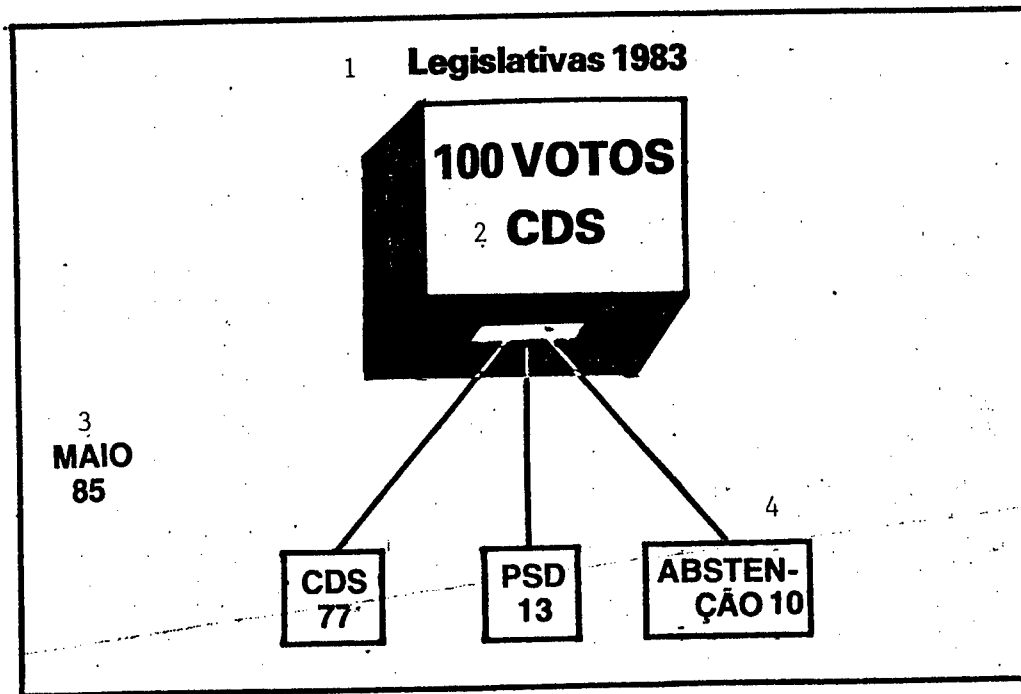 1 Legislativas 1983
100 VOTOS
2 CDS
3
MAIO
85
4
CDS
77
PSD
13
ABSTEN-
ÇÃO 10